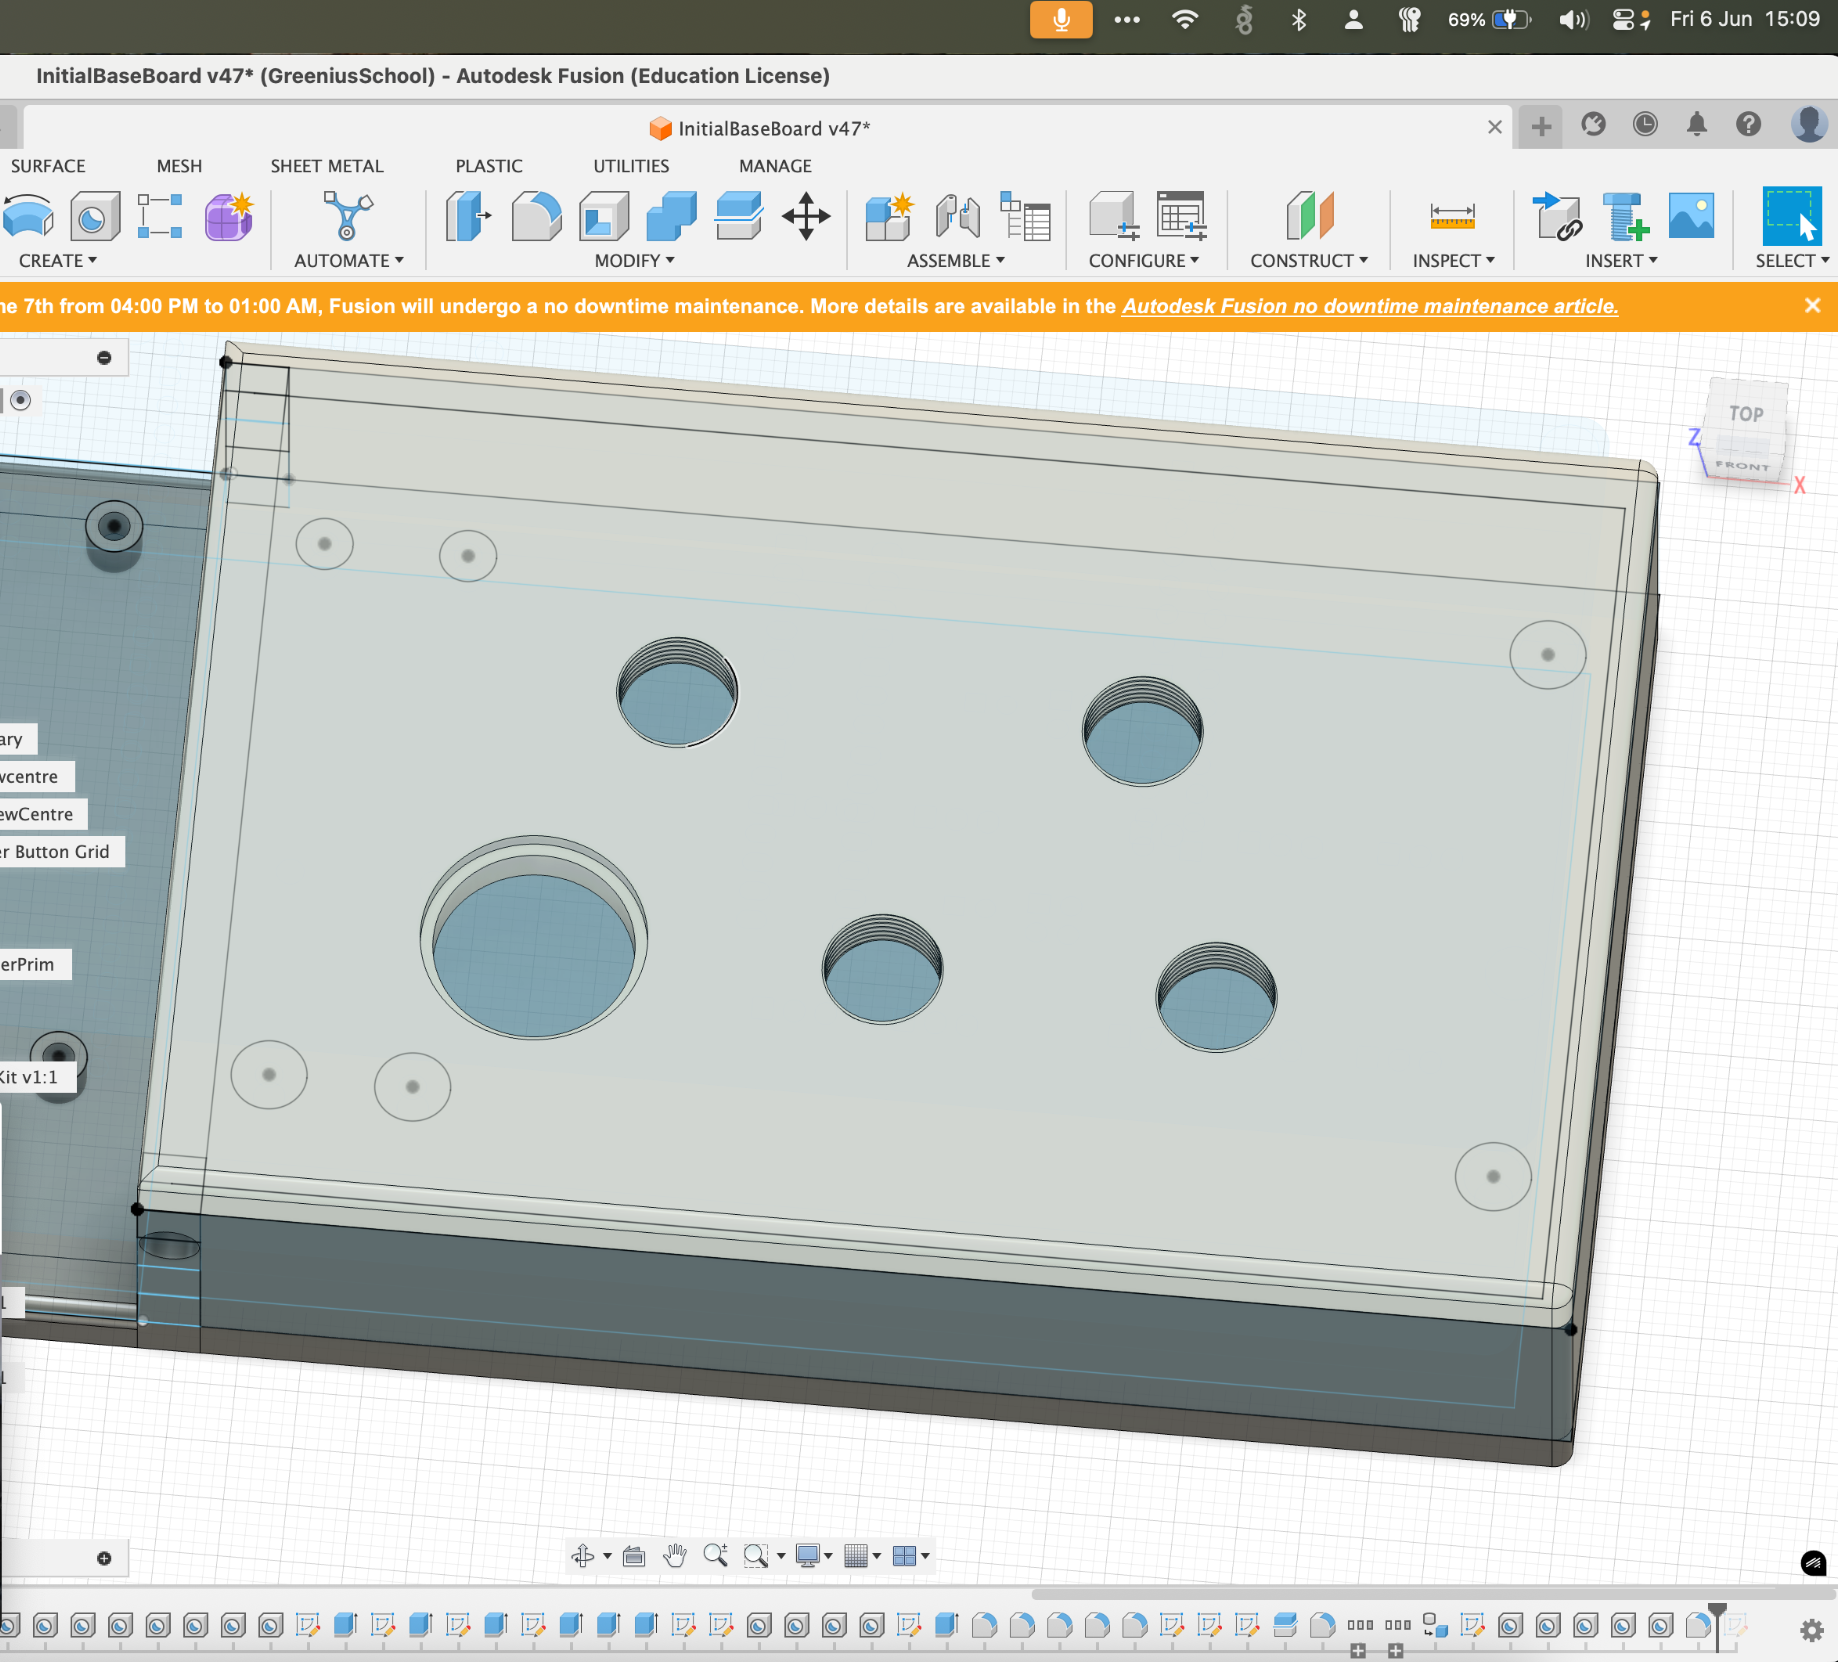 69%
Fri 6 Jun 15:09
InitialBaseBoard v47* (GreeniusSchool) - Autodesk Fusion (Education License)
InitialBaseBoard v47*
SURFACE MESH SHEET METAL PLASTIC UTILITIES MANAGE
CREATE AUTOMATE MODIFY ASSEMBLE CONFIGURE CONSTRUCT INSPECT INSERT SELECT
ne 7th from 04:00 PM to 01:00 AM, Fusion will undergo a no downtime maintenance. More details are available in the Autodesk Fusion no downtime maintenance article.
TOP
Z
FRONT
X
ary
wcentre
ewCentre
er Button Grid
erPrim
Kit v1:1